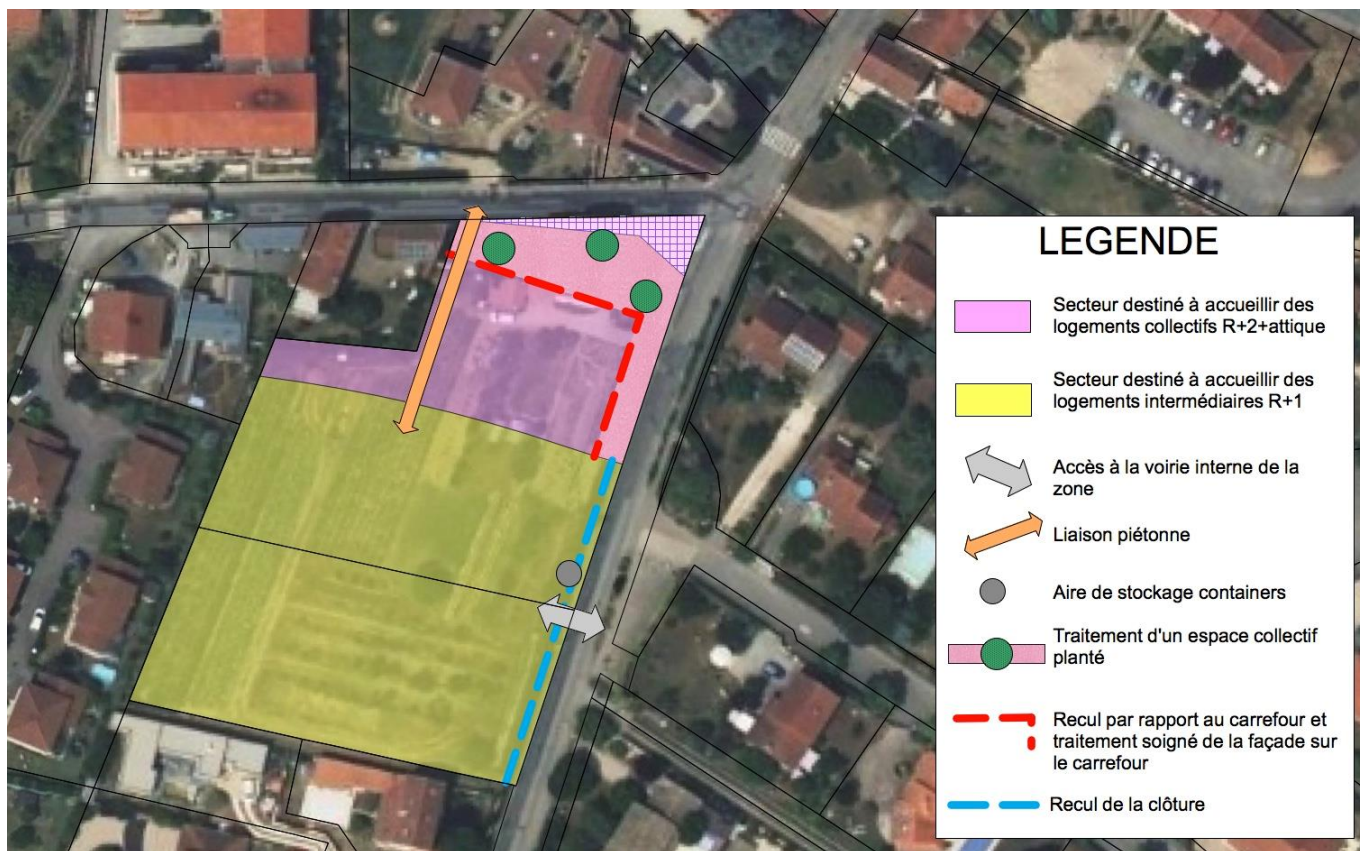 LEGENDE
Secteur destiné à accueillir des
logements collectifs R+2+attique
Secteur destiné à accueillir des
logements intermédiaires R+1
Accès à la voirie interne de la
zone
Liaison piétonne
Aire de stockage containers
Traitement d'un espace collectif
planté
Recul par rapport au carrefour et
traitement soigné de la façade sur
le carrefour
Recul de la clôture